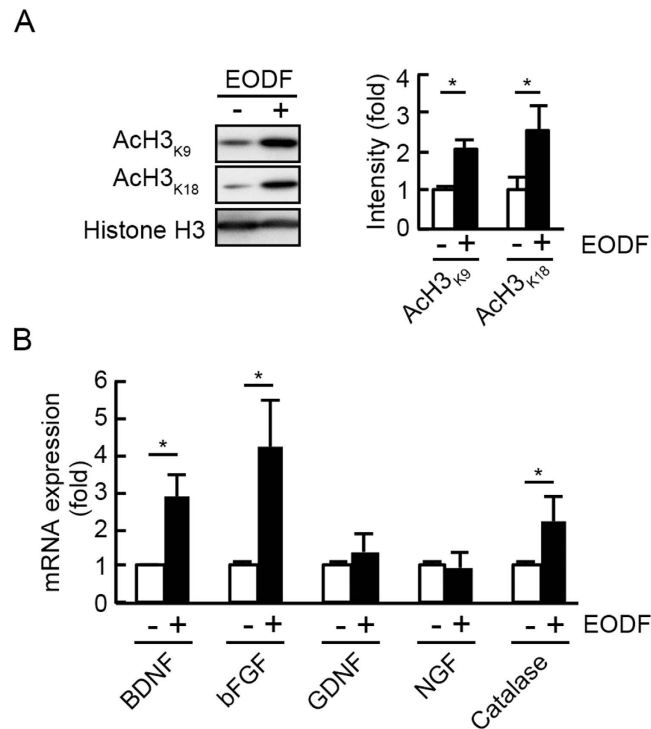 A
EODF
- +
AcH3K9
AcH3K18
Histone H3
Intensity (fold)
4
3
2
1
0
* *
- + - + EODF
AcH3K9 AcH3K18
B
mRNA expression
(fold)
6
5
4
3
2
1
0
* * *
- + - + - + - + - + EODF
BDNF bFGF GDNF NGF Catalase